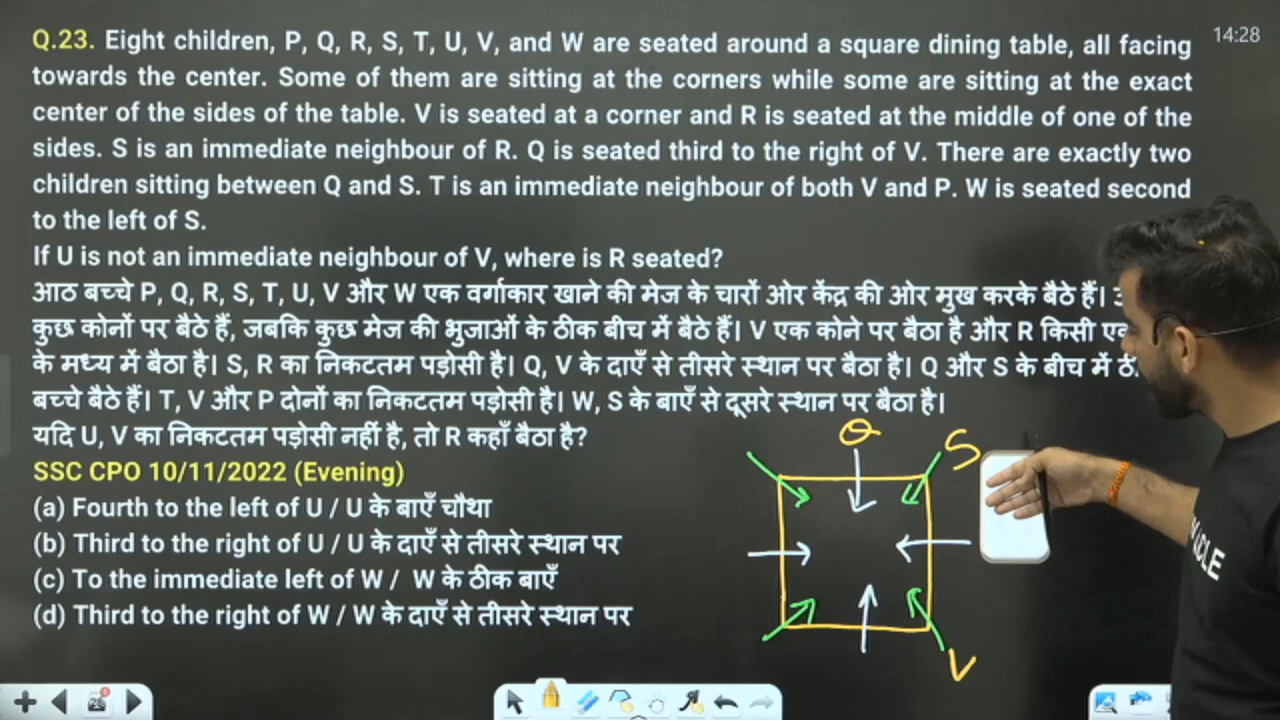 14:28
Q.23. Eight children, P, Q, R, S, T, U, V, and W are seated around a square dining table, all facing
towards the center. Some of them are sitting at the corners while some are sitting at the exact
center of the sides of the table. V is seated at a corner and R is seated at the middle of one of the
sides. S is an immediate neighbour of R. Q is seated third to the right of V. There are exactly two
children sitting between Q and S. T is an immediate neighbour of both V and P. W is seated second
to the left of S.
If U is not an immediate neighbour of V, where is R seated?
आठ बच्चे P, Q, R, S, T, U, V और W एक वर्गाकार खाने की मेज के चारों ओर केंद्र की ओर मुख करके बैठे हैं।
कुछ कोनों पर बैठे हैं, जबकि कुछ मेज की भुजाओं के ठीक बीच में बैठे हैं। V एक कोने पर बैठा है और R किसी
के मध्य में बैठा है। S, R का निकटतम पड़ोसी है। Q, V के दाएँ से तीसरे स्थान पर बैठा है। Q और S के बीच में
बच्चे बैठे हैं। T, V और P दोनों का निकटतम पड़ोसी है। W, S के बाएँ से दूसरे स्थान पर बैठा है।
यदि U, V का निकटतम पड़ोसी नहीं है, तो R कहाँ बैठा है?
SSC CPO 10/11/2022 (Evening)
(a) Fourth to the left of U / U के बाएँ चौथा
(b) Third to the right of U / U के दाएँ से तीसरे स्थान पर
(c) To the immediate left of W / W के ठीक बाएँ
(d) Third to the right of W / W के दाएँ से तीसरे स्थान पर
Q
S
V